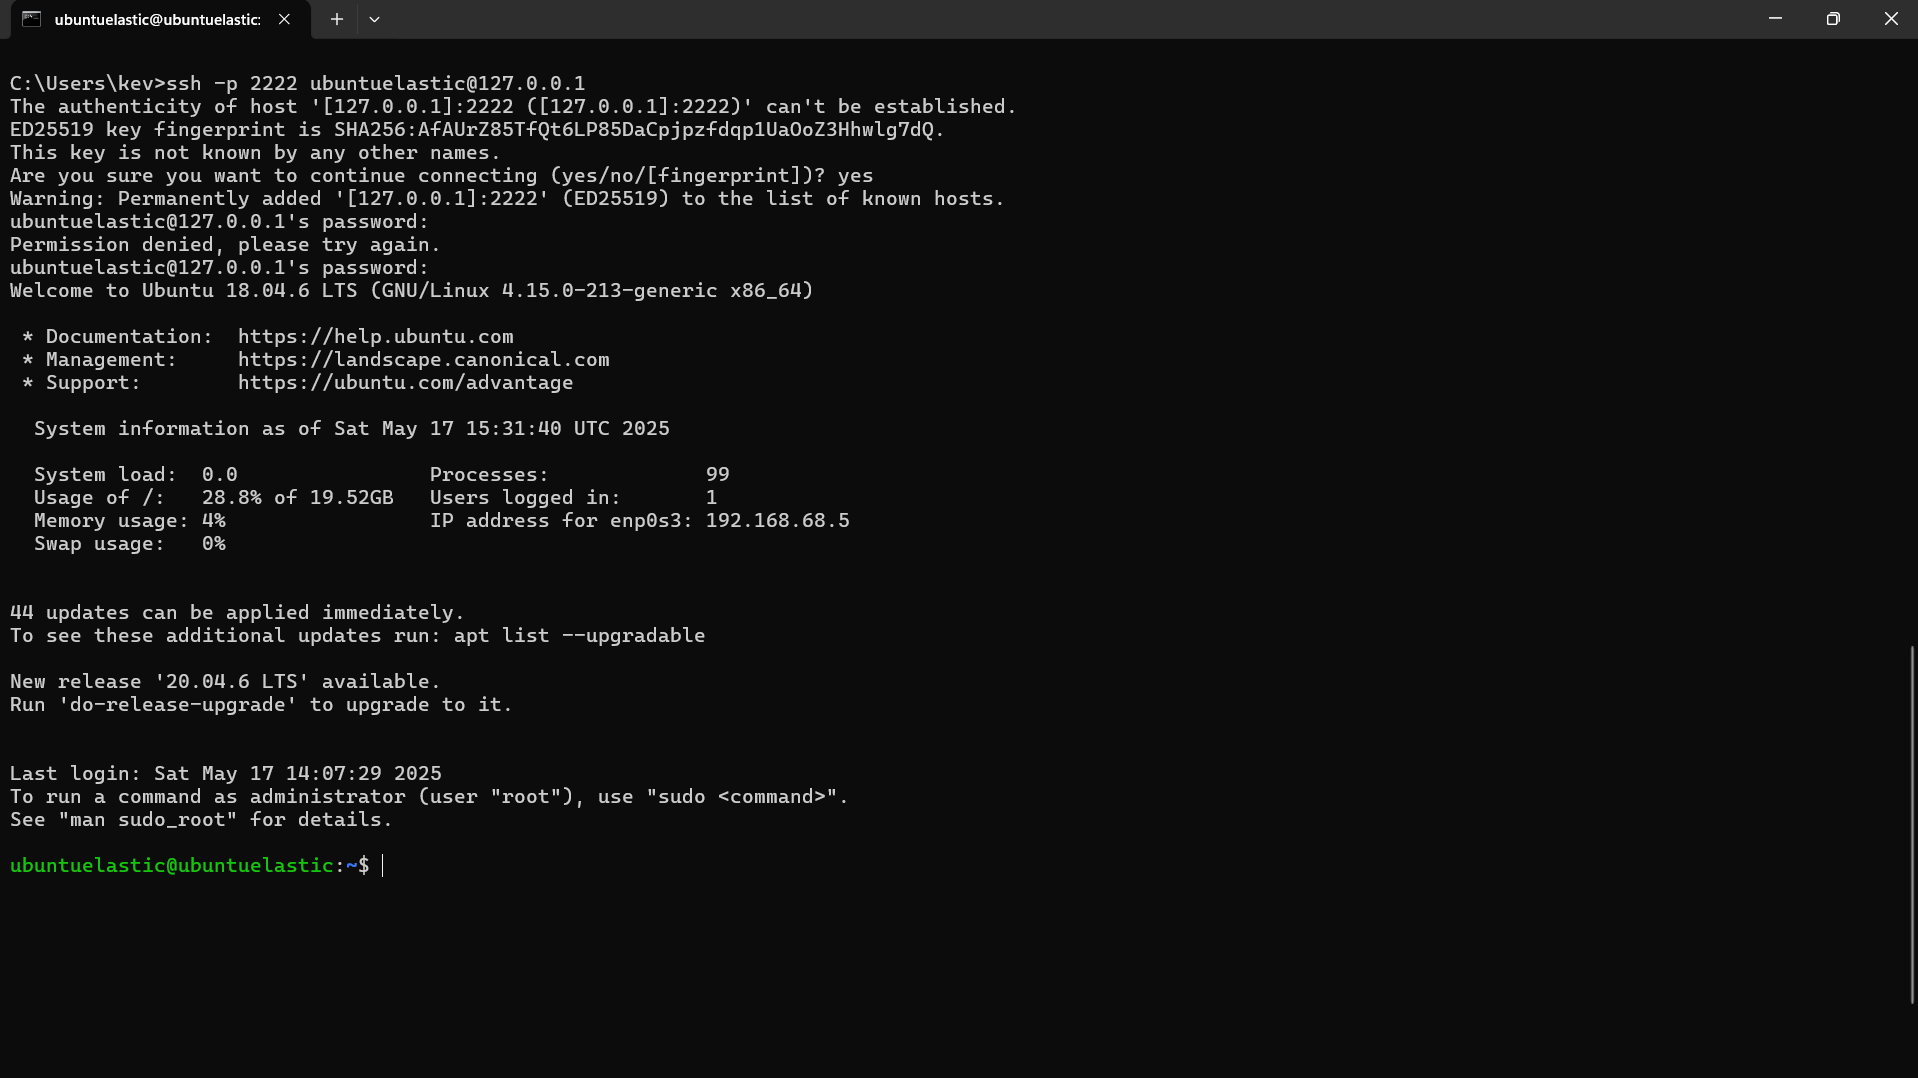 ubuntuelastic@ubuntuelastic:
C:\Users\kev>ssh -p 2222 ubuntuelastic@127.0.0.1
The authenticity of host '[127.0.0.1]:2222 ([127.0.0.1]:2222)' can't be established.
ED25519 key fingerprint is SHA256:AfAUrZ85TfQt6LP85DaCpjpzfdqp1UaOoZ3Hhwlg7dQ.
This key is not known by any other names.
Are you sure you want to continue connecting (yes/no/[fingerprint])? yes
Warning: Permanently added '[127.0.0.1]:2222' (ED25519) to the list of known hosts.
ubuntuelastic@127.0.0.1's password:
Permission denied, please try again.
ubuntuelastic@127.0.0.1's password:
Welcome to Ubuntu 18.04.6 LTS (GNU/Linux 4.15.0-213-generic x86_64)

 * Documentation:  https://help.ubuntu.com
 * Management:     https://landscape.canonical.com
 * Support:        https://ubuntu.com/advantage

  System information as of Sat May 17 15:31:40 UTC 2025

  System load:  0.0                Processes:             99
  Usage of /:   28.8% of 19.52GB   Users logged in:       1
  Memory usage: 4%                 IP address for enp0s3: 192.168.68.5
  Swap usage:   0%

44 updates can be applied immediately.
To see these additional updates run: apt list --upgradable

New release '20.04.6 LTS' available.
Run 'do-release-upgrade' to upgrade to it.

Last login: Sat May 17 14:07:29 2025
To run a command as administrator (user "root"), use "sudo <command>".
See "man sudo_root" for details.

ubuntuelastic@ubuntuelastic:~$